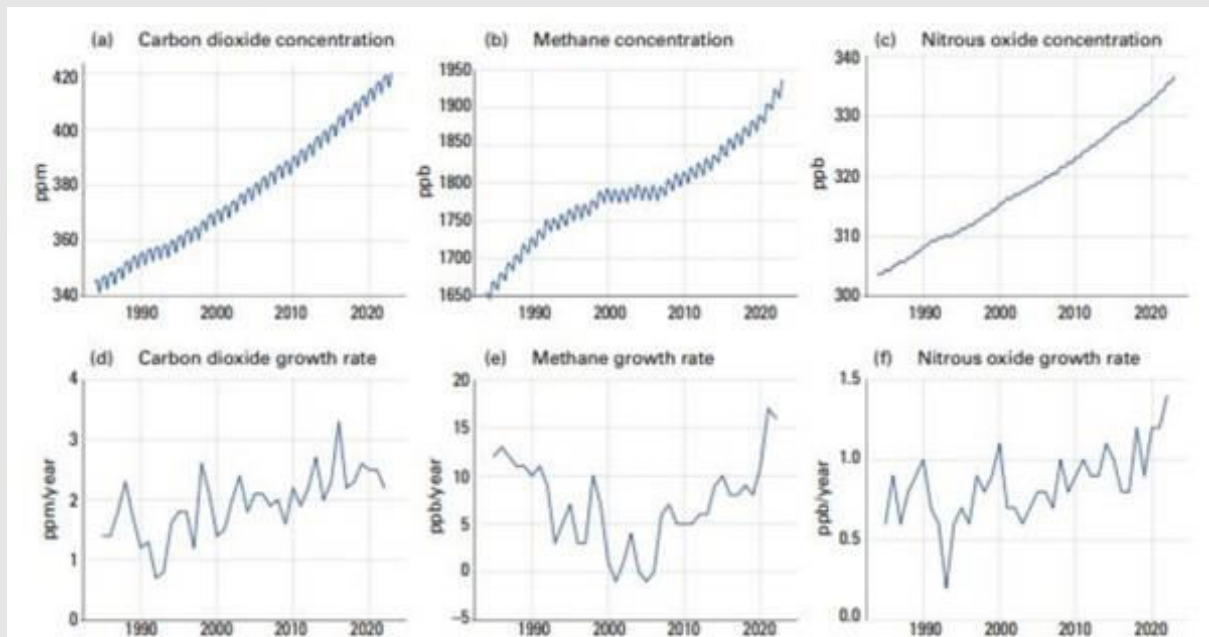 (a) Carbon dioxide concentration
ppm
420
400
380
360
340
1990 2000 2010 2020
(b) Methane concentration
ppb
1950
1900
1850
1800
1750
1700
1650
1990 2000 2010 2020
(c) Nitrous oxide concentration
ppb
340
330
320
310
300
1990 2000 2010 2020
(d) Carbon dioxide growth rate
ppm/year
4
3
2
1
0
1990 2000 2010 2020
(e) Methane growth rate
ppb/year
20
15
10
5
0
−5
1990 2000 2010 2020
(f) Nitrous oxide growth rate
ppb/year
1.5
1.0
0.5
0.0
1990 2000 2010 2020